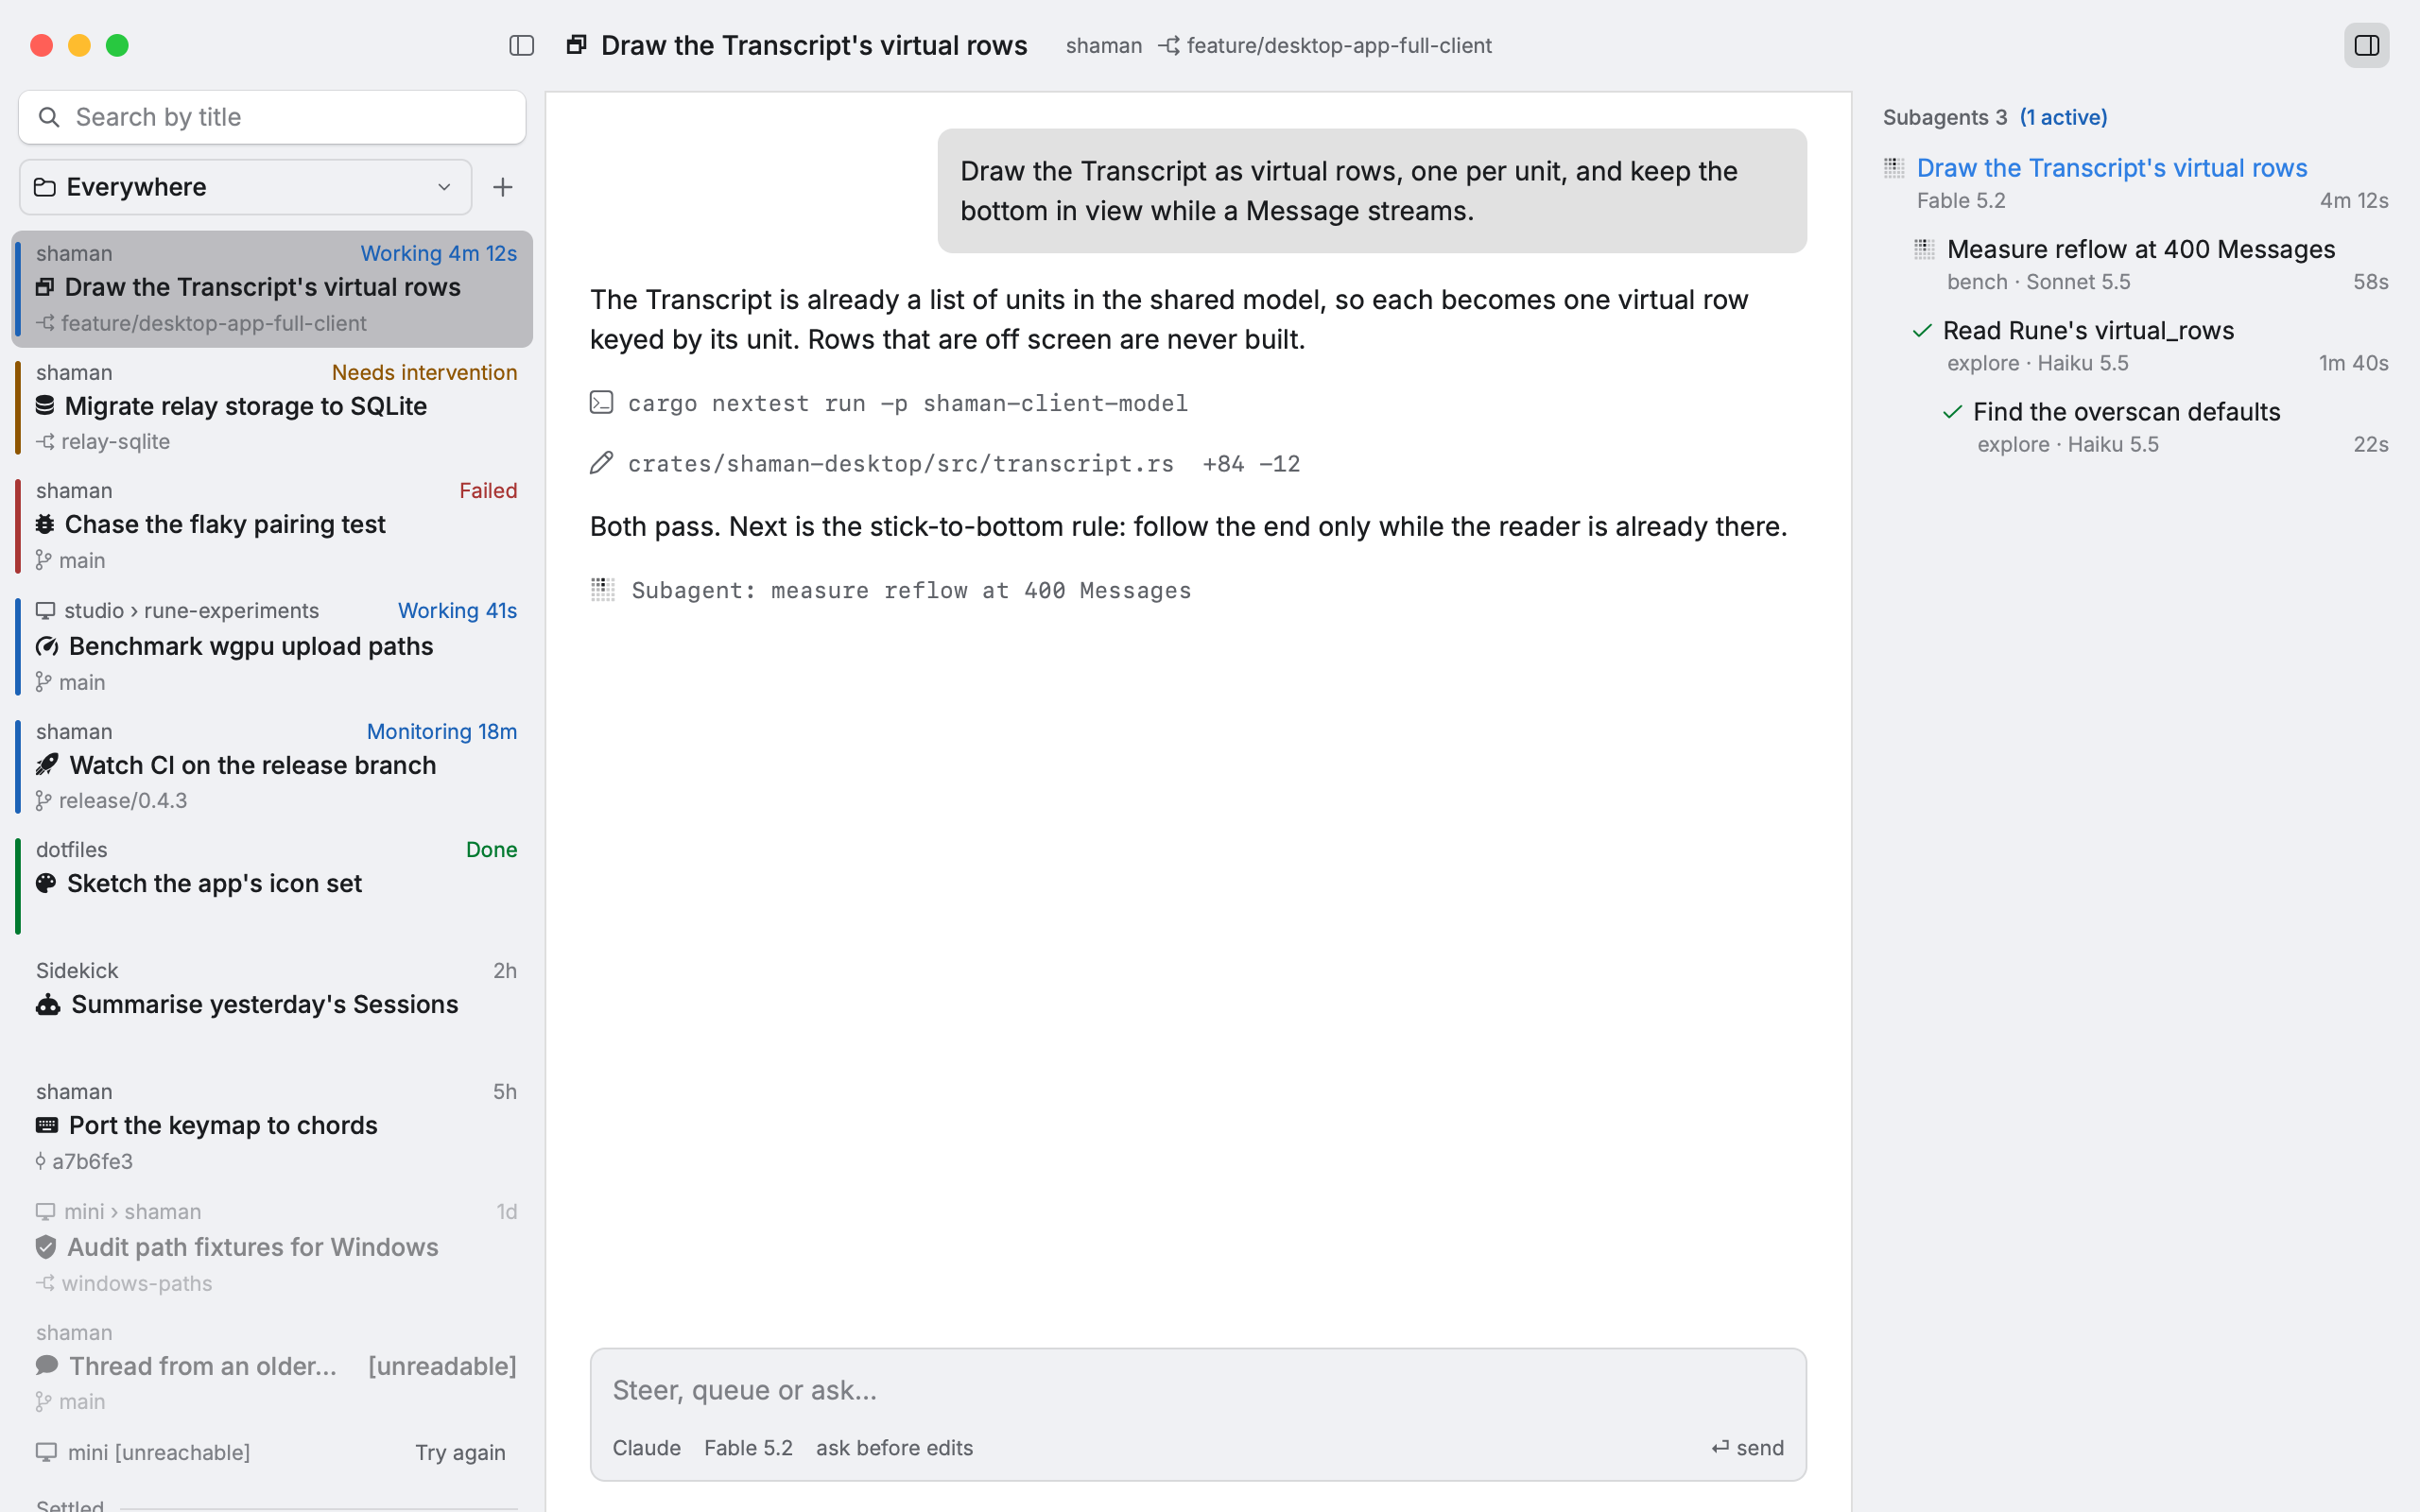 Draw the Transcript's virtual rows shaman feature/desktop-app-full-client
Search by title
Everywhere
shaman Working 4m 12s
Draw the Transcript's virtual rows
feature/desktop-app-full-client
shaman Needs intervention
Migrate relay storage to SQLite
relay-sqlite
shaman Failed
Chase the flaky pairing test
main
studio › rune-experiments Working 41s
Benchmark wgpu upload paths
main
shaman Monitoring 18m
Watch CI on the release branch
release/0.4.3
dotfiles Done
Sketch the app's icon set
Sidekick 2h
Summarise yesterday's Sessions
shaman 5h
Port the keymap to chords
a7b6fe3
mini › shaman 1d
Audit path fixtures for Windows
windows-paths
shaman
Thread from an older... [unreadable]
main
mini [unreachable] Try again
Settled
Draw the Transcript as virtual rows, one per unit, and keep the
bottom in view while a Message streams.
The Transcript is already a list of units in the shared model, so each becomes one virtual row
keyed by its unit. Rows that are off screen are never built.
cargo nextest run -p shaman-client-model
crates/shaman-desktop/src/transcript.rs +84 -12
Both pass. Next is the stick-to-bottom rule: follow the end only while the reader is already there.
Subagent: measure reflow at 400 Messages
Steer, queue or ask...
Claude Fable 5.2 ask before edits send
Subagents 3 (1 active)
Draw the Transcript's virtual rows
Fable 5.2 4m 12s
Measure reflow at 400 Messages
bench · Sonnet 5.5 58s
Read Rune's virtual_rows
explore · Haiku 5.5 1m 40s
Find the overscan defaults
explore · Haiku 5.5 22s